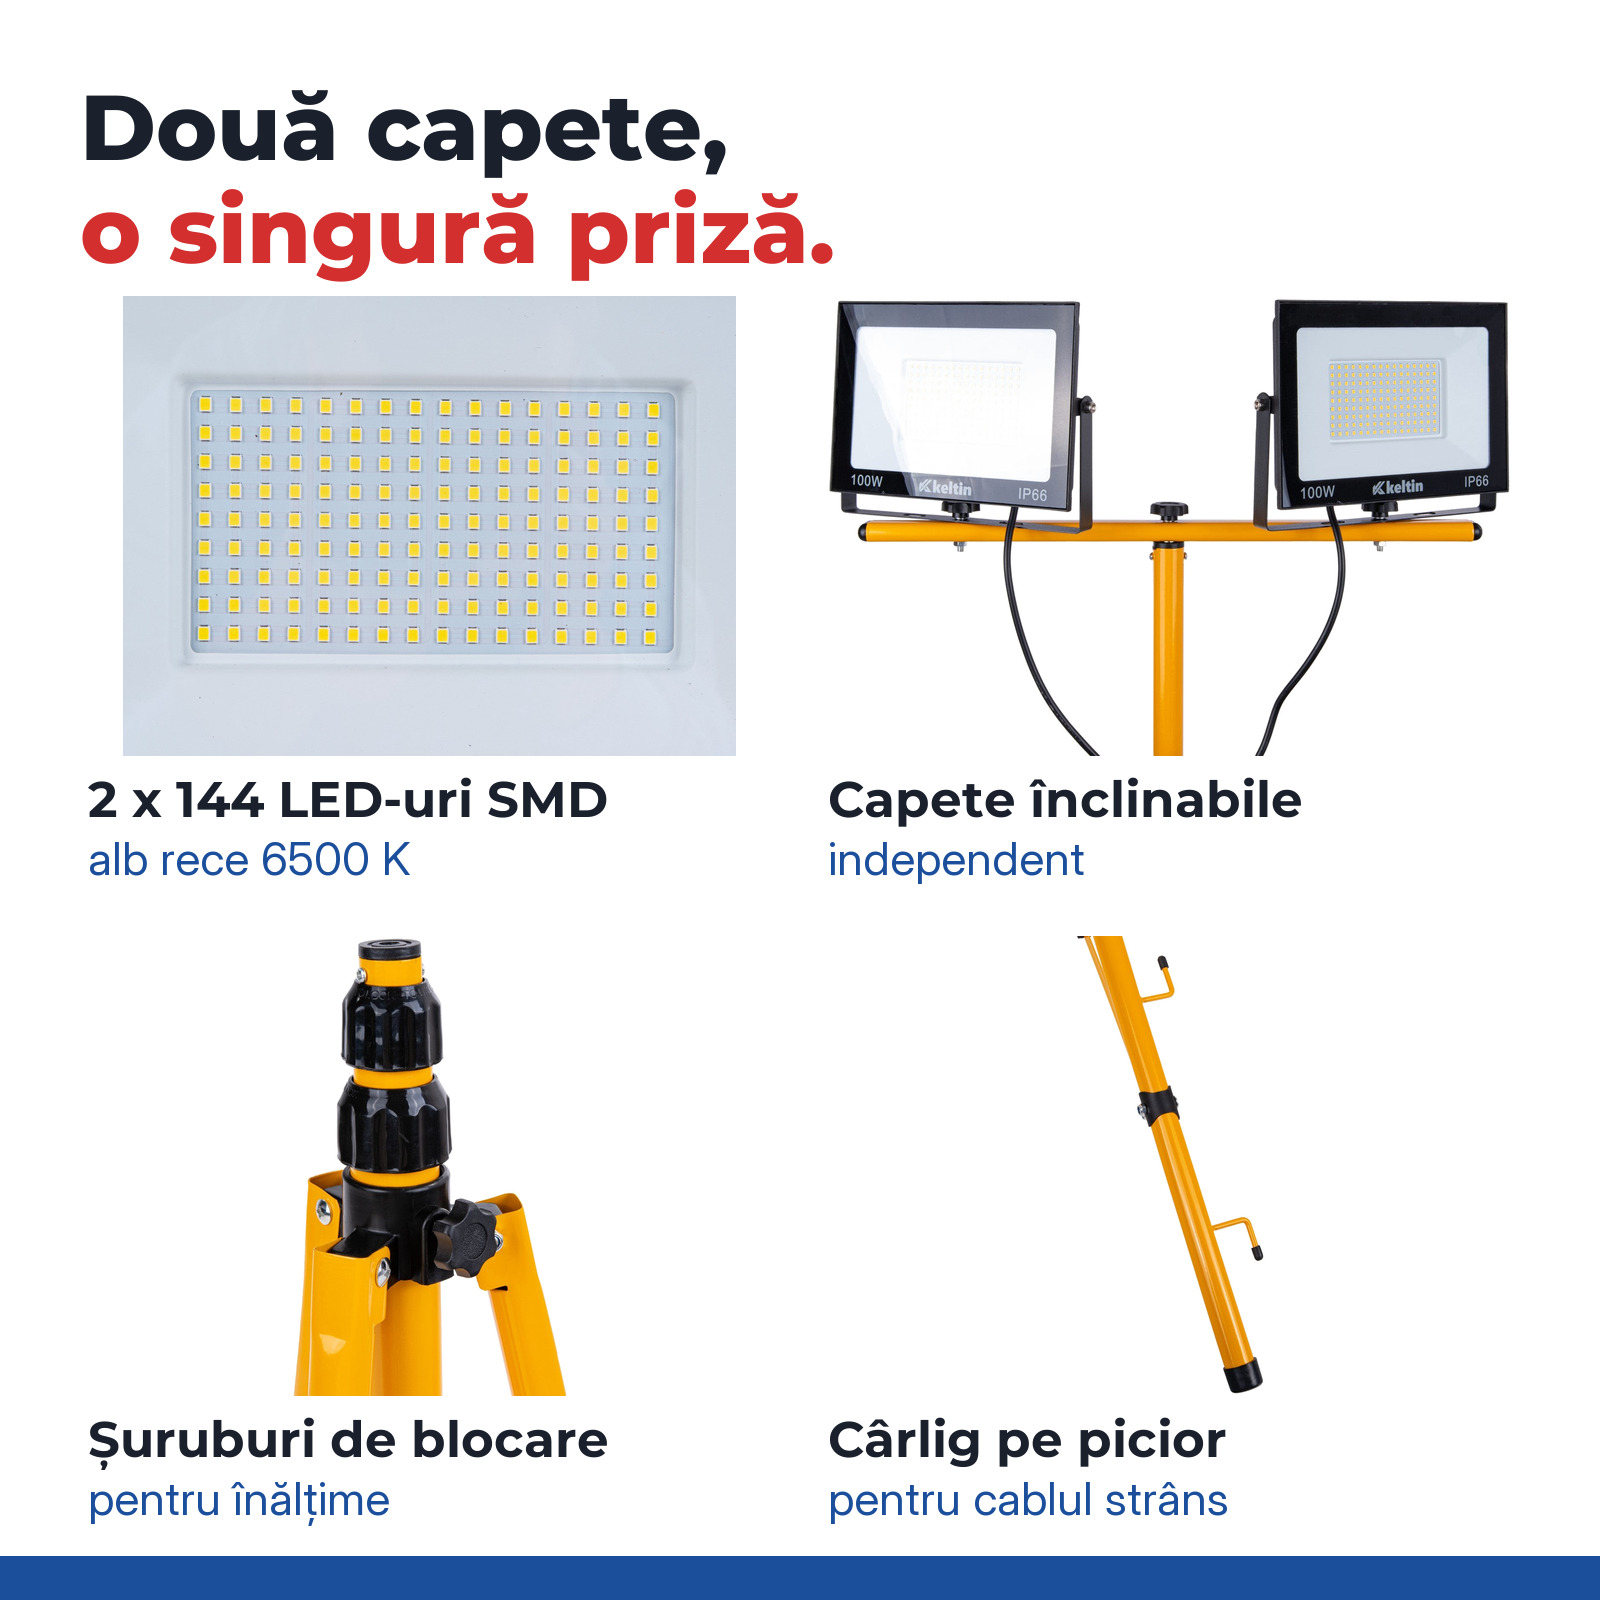 Două capete,
o singură priză.
100W
keltin
IP66
100W
keltin
IP66
2 x 144 LED-uri SMD
alb rece 6500 K
Capete înclinabile
independent
Șuruburi de blocare
pentru înălțime
Cârlig pe picior
pentru cablul strâns